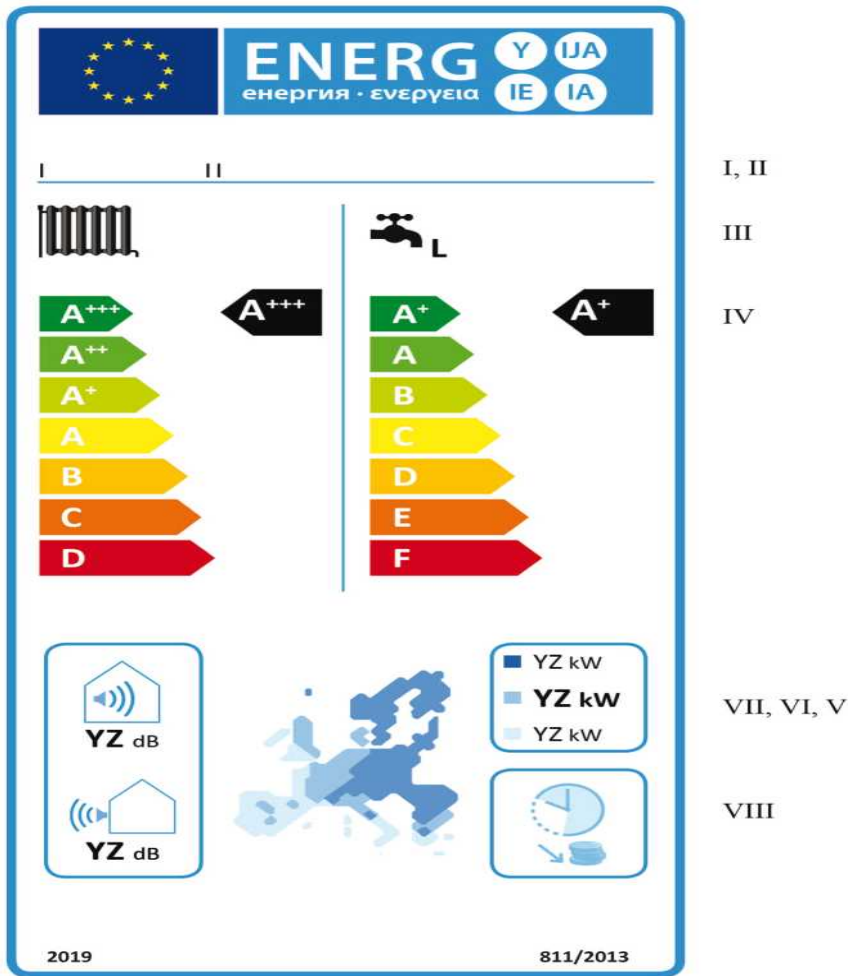 ENERG Y IJA
енергия · ενεργεια IE IA
I II I, II
L III
A+++ A+++ A+ A+ IV
A++ A
A+ B
A C
B D
C E
D F
YZ kW
YZ kW
YZ kW
YZ dB
VII, VI, V
YZ dB
VIII
2019 811/2013